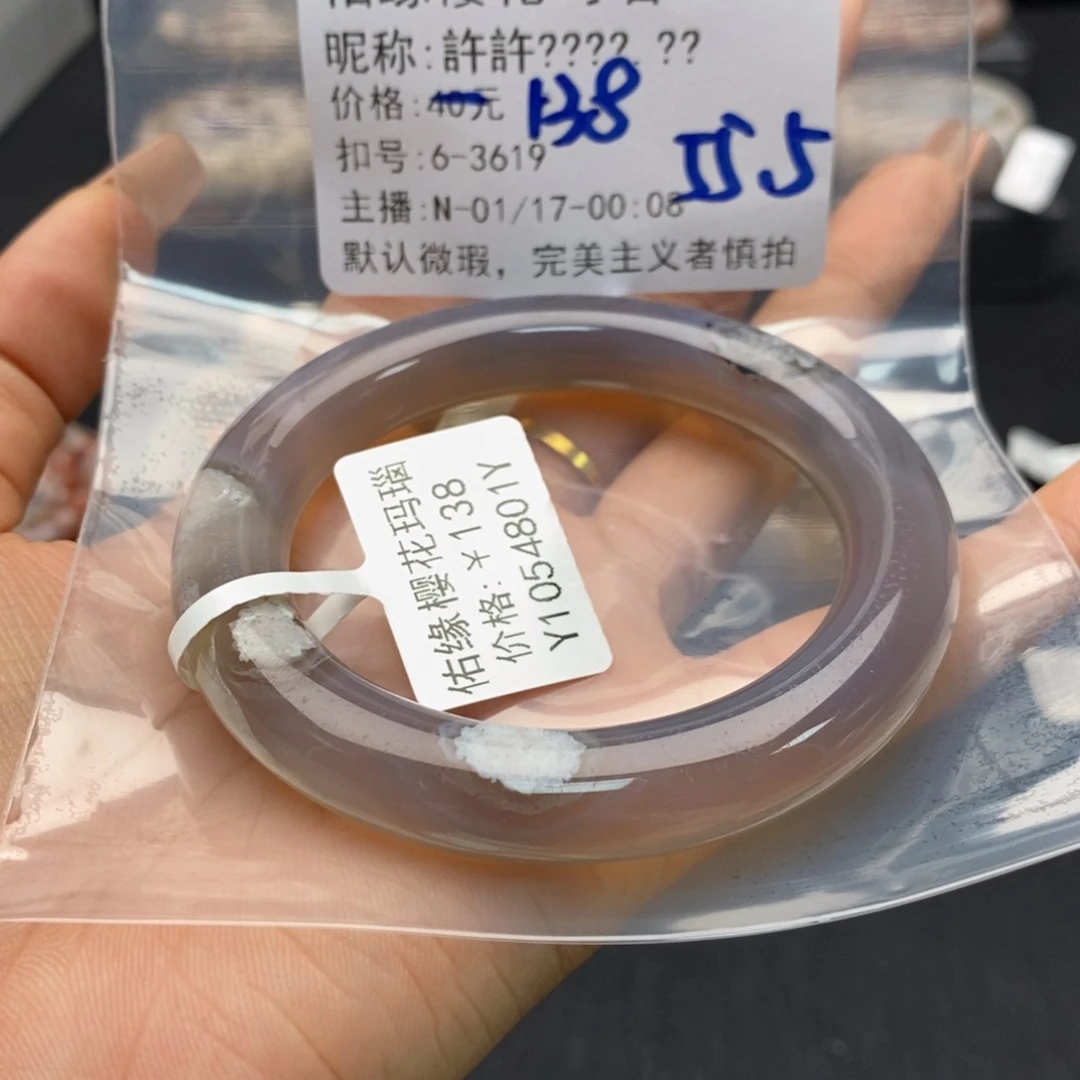 昵称:許許???? ??
价格:40元 138
扣号:6-3619
主播:N-01/17-00:08
默认微瑕，完美主义者慎拍
佑缘樱花玛瑙
价格:￥138
Y1054801Y